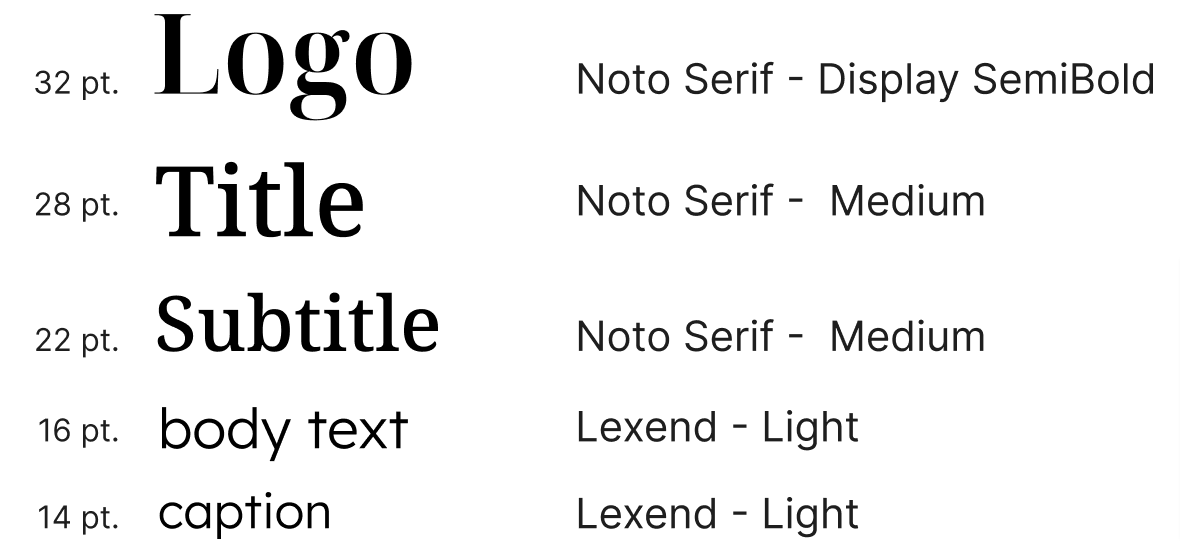 32 pt. Logo Noto Serif - Display SemiBold
28 pt. Title Noto Serif -  Medium
22 pt. Subtitle Noto Serif -  Medium
16 pt. body text Lexend - Light
14 pt. caption Lexend - Light